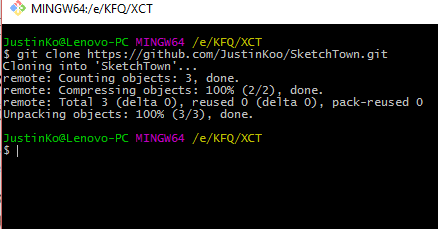 MINGW64:/e/KFQ/XCT
JustinKo@Lenovo-PC MINGW64 /e/KFQ/XCT
$ git clone https://github.com/JustinKoo/SketchTown.git
Cloning into 'SketchTown'...
remote: Counting objects: 3, done.
remote: Compressing objects: 100% (2/2), done.
remote: Total 3 (delta 0), reused 0 (delta 0), pack-reused 0
Unpacking objects: 100% (3/3), done.
JustinKo@Lenovo-PC MINGW64 /e/KFQ/XCT
$